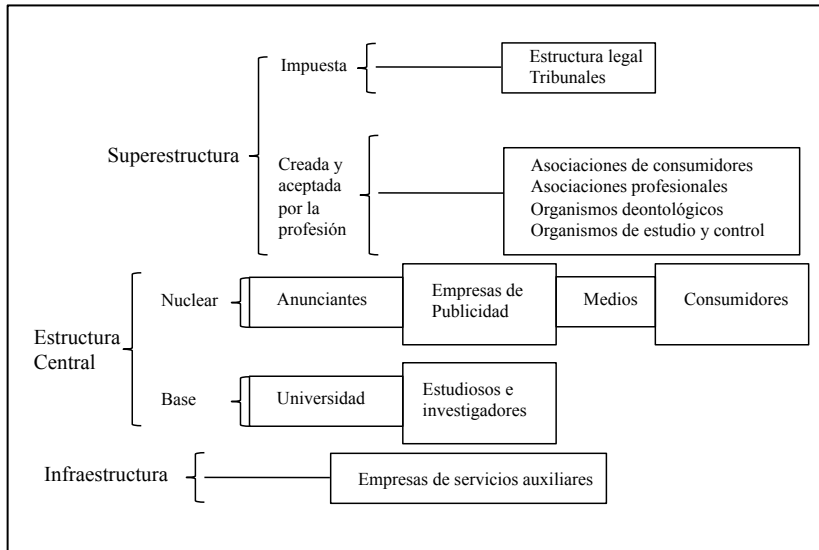 Superestructura
Impuesta
Estructura legal
Tribunales
Creada y
aceptada
por la
profesión
Asociaciones de consumidores
Asociaciones profesionales
Organismos deontológicos
Organismos de estudio y control
Estructura
Central
Nuclear
Anunciantes
Empresas de
Publicidad
Medios
Consumidores
Base
Universidad
Estudiosos e
investigadores
Infraestructura
Empresas de servicios auxiliares